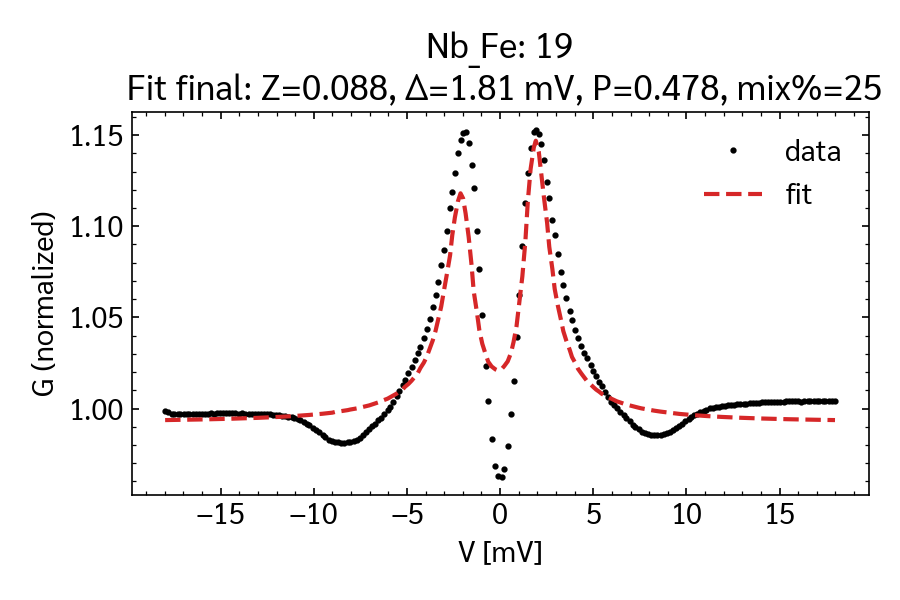 Nb_Fe: 19
Fit final: Z=0.088, Δ=1.81 mV, P=0.478, mix%=25
1.15
1.10
1.05
1.00
G (normalized)
data
fit
−15
−10
−5
0
5
10
15
V [mV]